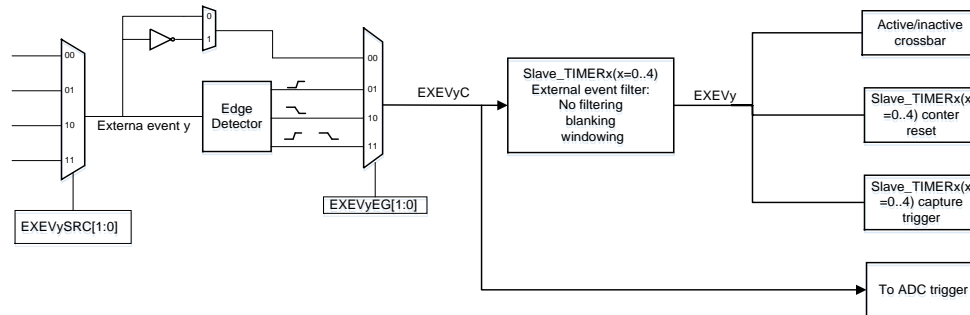 0
1
00
01
10
11
Externa event y
EXEVySRC[1:0]
Edge
Detector
00
01
10
11
EXEVyEG[1:0]
EXEVyC
Slave_TIMERx(x=0..4)
External event filter:
No filtering
blanking
windowing
EXEVy
Active/inactive
crossbar
Slave_TIMERx(x
=0..4) conter
reset
Slave_TIMERx(x
=0..4) capture
trigger
To ADC trigger